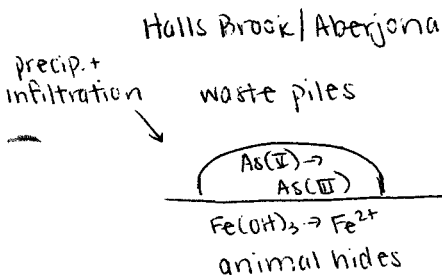 Halls Brook/Aberjona
precip. +
infiltration
waste piles
As(V)→
As(III)
Fe(OH)₃→ Fe²⁺
animal hides